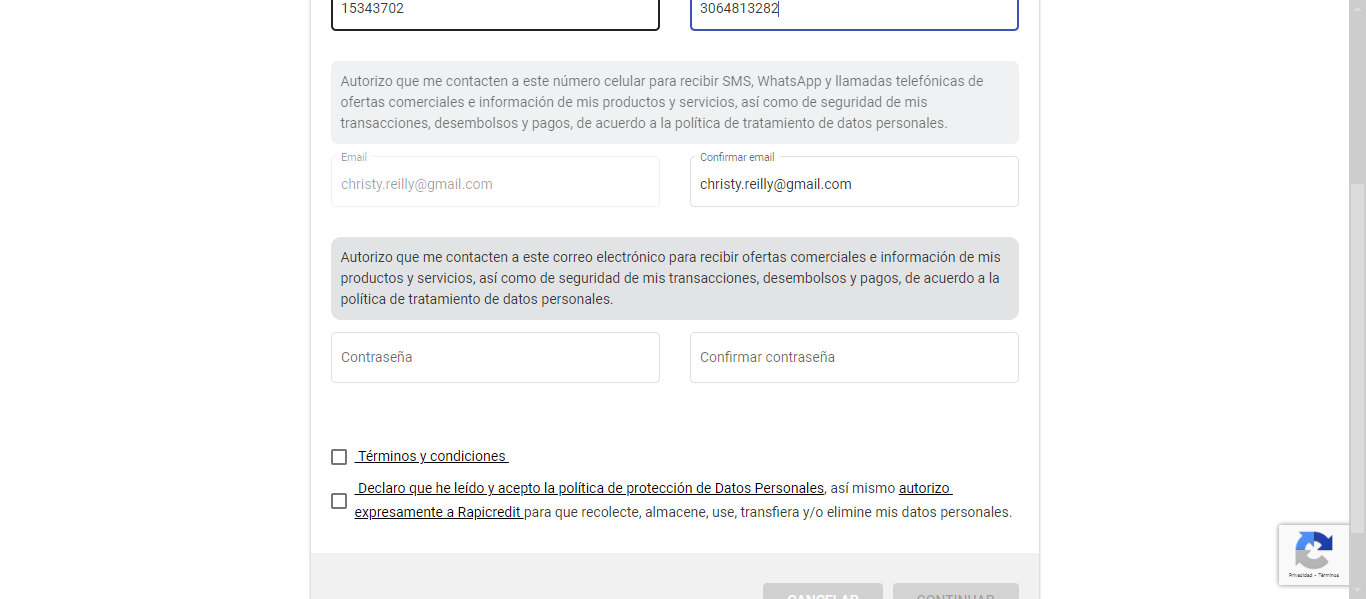 15343702 3064813282
Autorizo que me contacten a este número celular para recibir SMS, WhatsApp y llamadas telefónicas de
ofertas comerciales e información de mis productos y servicios, así como de seguridad de mis
transacciones, desembolsos y pagos, de acuerdo a la política de tratamiento de datos personales.
Email Confirmar email
christy.reilly@gmail.com christy.reilly@gmail.com
Autorizo que me contacten a este correo electrónico para recibir ofertas comerciales e información de mis
productos y servicios, así como de seguridad de mis transacciones, desembolsos y pagos, de acuerdo a la
política de tratamiento de datos personales.
Contraseña Confirmar contraseña
Términos y condiciones
Declaro que he leído y acepto la política de protección de Datos Personales, así mismo autorizo
expresamente a Rapicredit para que recolecte, almacene, use, transfiera y/o elimine mis datos personales.
Privacidad - Términos
CANCELAR CONTINUAR